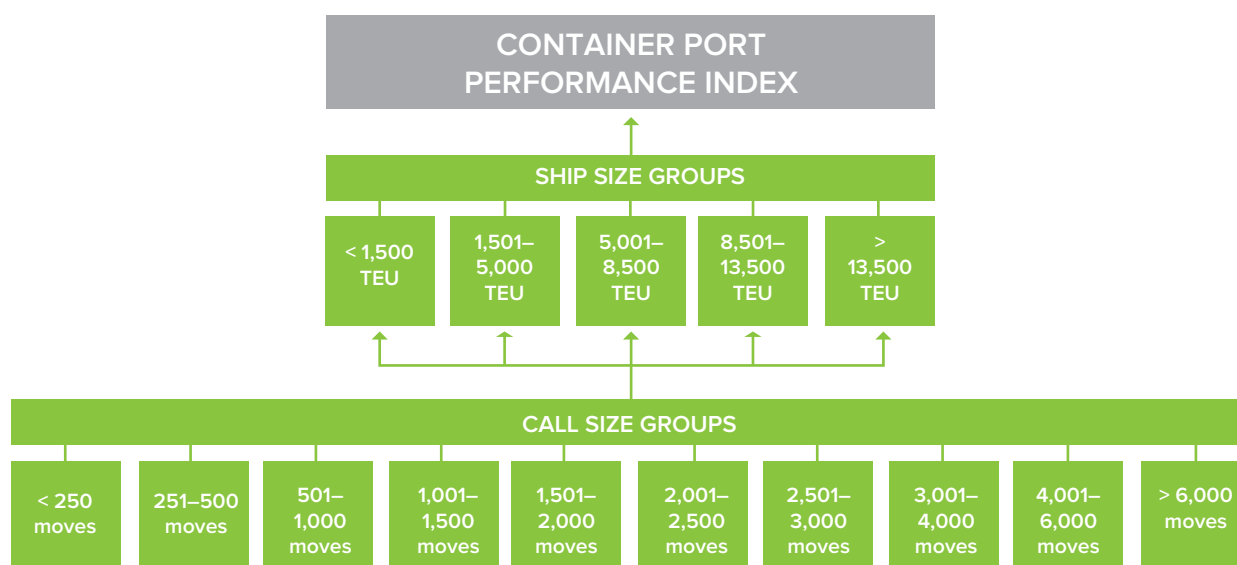 CONTAINER PORT
PERFORMANCE INDEX
SHIP SIZE GROUPS
< 1,500
TEU
1,501–
5,000
TEU
5,001–
8,500
TEU
8,501–
13,500
TEU
>
13,500
TEU
CALL SIZE GROUPS
< 250
moves
251–500
moves
501–
1,000
moves
1,001–
1,500
moves
1,501–
2,000
moves
2,001–
2,500
moves
2,501–
3,000
moves
3,001–
4,000
moves
4,001–
6,000
moves
> 6,000
moves